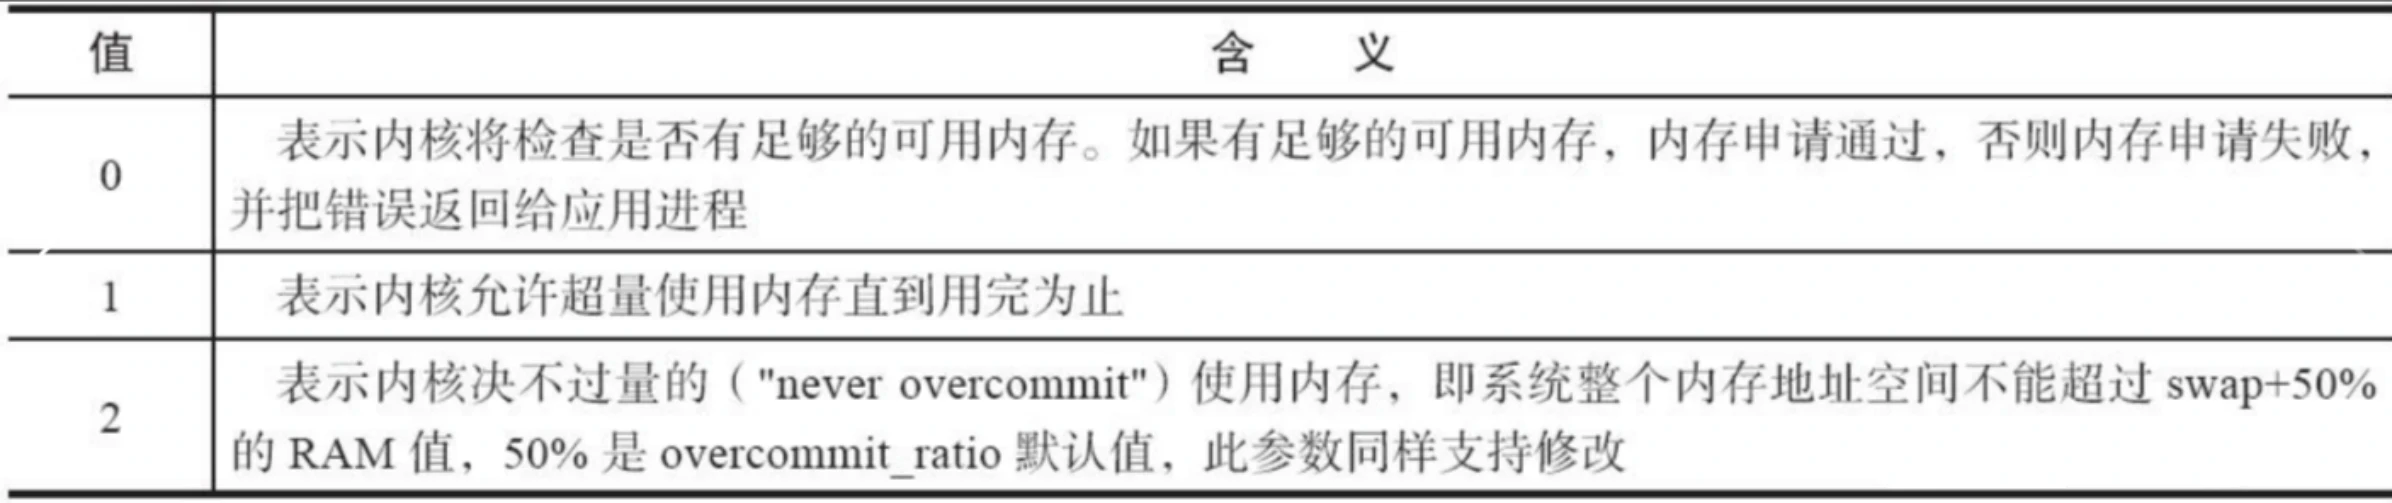 值 含 义
0 表示内核将检查是否有足够的可用内存。如果有足够的可用内存，内存申请通过，否则内存申请失败，
并把错误返回给应用进程
1 表示内核允许超量使用内存直到用完为止
2 表示内核决不过量的（"never overcommit"）使用内存，即系统整个内存地址空间不能超过 swap+50%
的 RAM 值，50% 是 overcommit_ratio 默认值，此参数同样支持修改